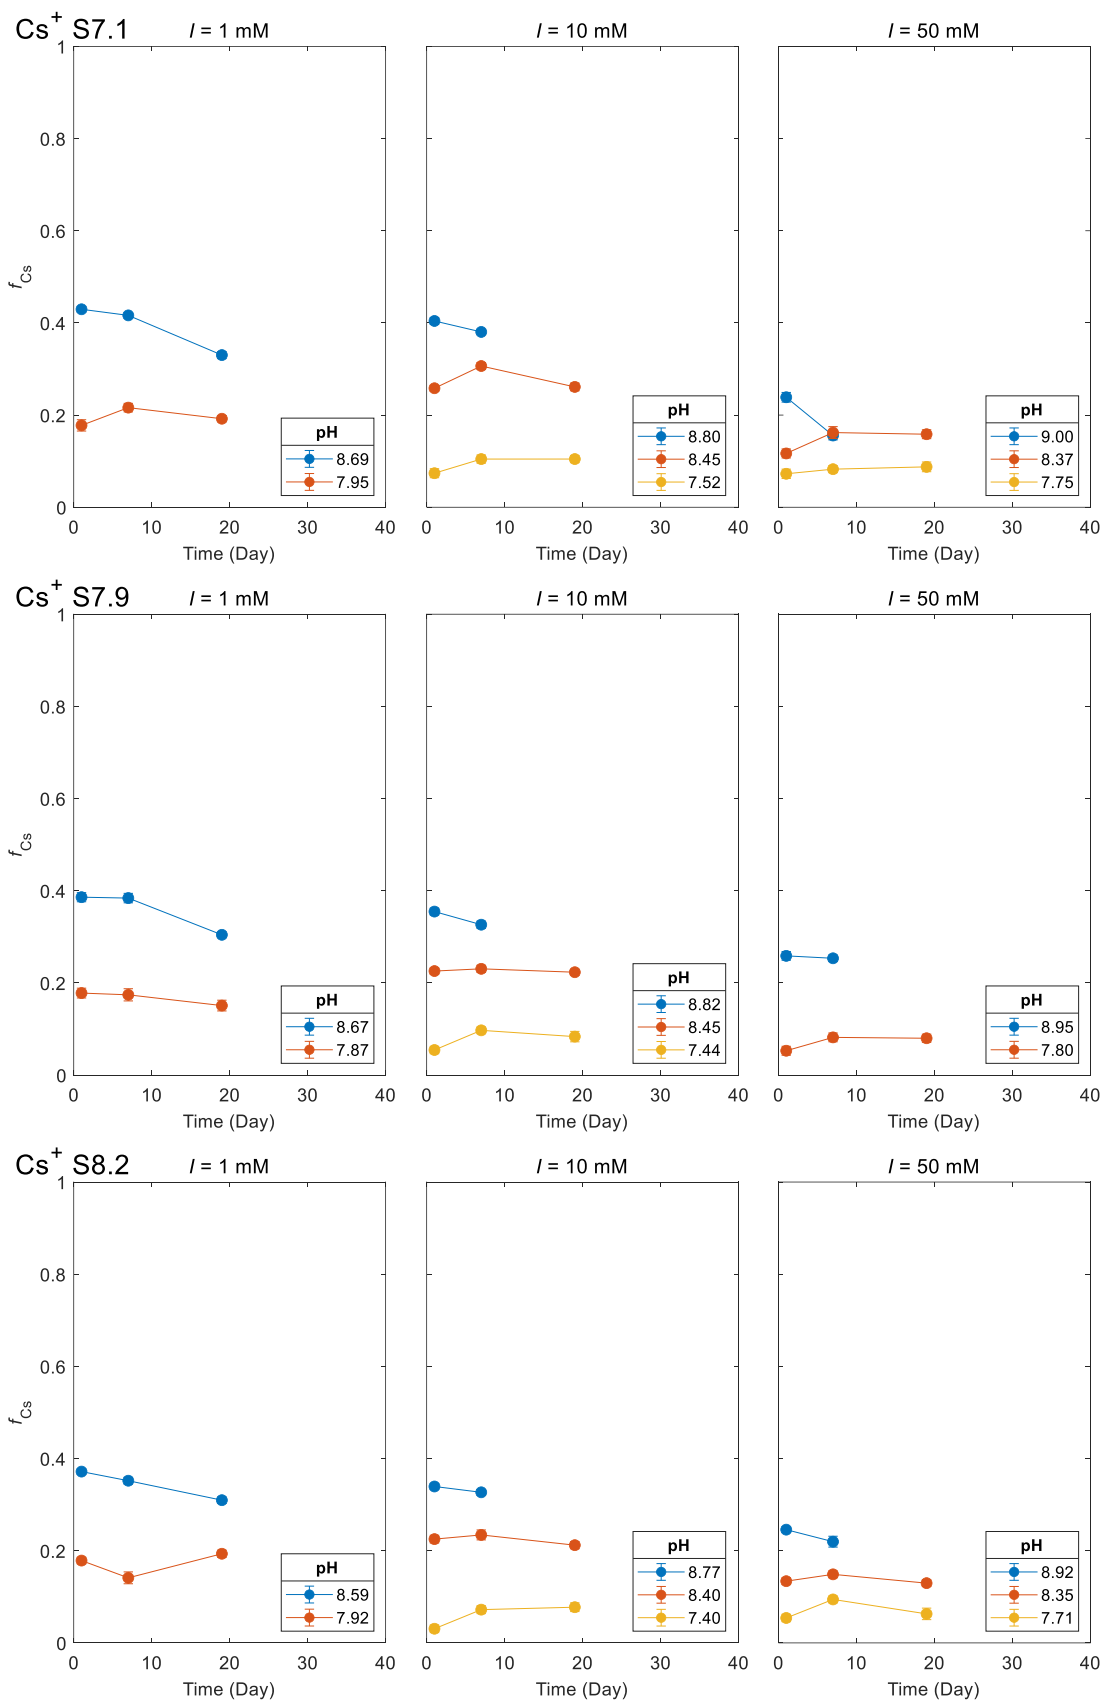 Cs+ S7.1
I = 1 mM
I = 10 mM
I = 50 mM
1
0.8
0.6
0.4
0.2
0
fCs
pH
8.69
7.95
pH
8.80
8.45
7.52
pH
9.00
8.37
7.75
0 10 20 30 40
0 10 20 30 40
0 10 20 30 40
Time (Day)
Time (Day)
Time (Day)
Cs+ S7.9
I = 1 mM
I = 10 mM
I = 50 mM
1
0.8
0.6
0.4
0.2
0
fCs
pH
8.67
7.87
pH
8.82
8.45
7.44
pH
8.95
7.80
0 10 20 30 40
0 10 20 30 40
0 10 20 30 40
Time (Day)
Time (Day)
Time (Day)
Cs+ S8.2
I = 1 mM
I = 10 mM
I = 50 mM
1
0.8
0.6
0.4
0.2
0
fCs
pH
8.59
7.92
pH
8.77
8.40
7.40
pH
8.92
8.35
7.71
0 10 20 30 40
0 10 20 30 40
0 10 20 30 40
Time (Day)
Time (Day)
Time (Day)